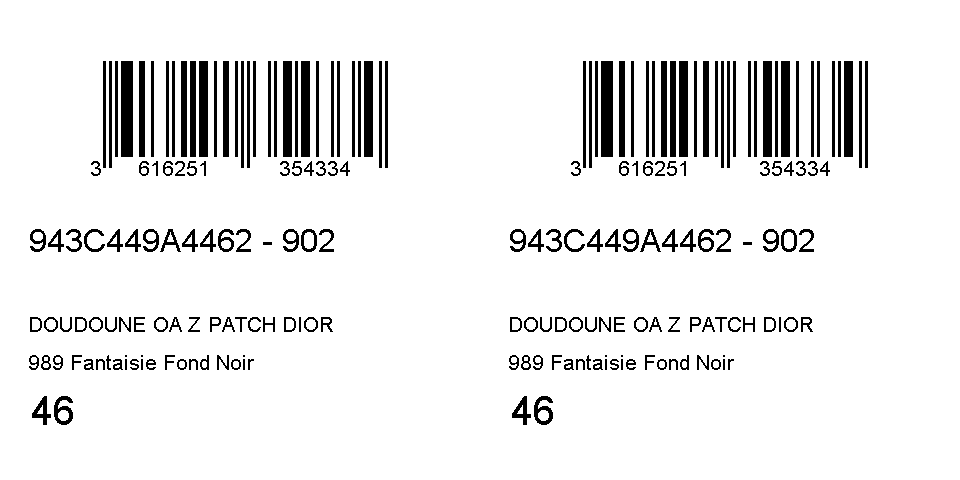 3 616251 354334
943C449A4462 - 902
DOUDOUNE OA Z PATCH DIOR
989 Fantaisie Fond Noir
46
3 616251 354334
943C449A4462 - 902
DOUDOUNE OA Z PATCH DIOR
989 Fantaisie Fond Noir
46